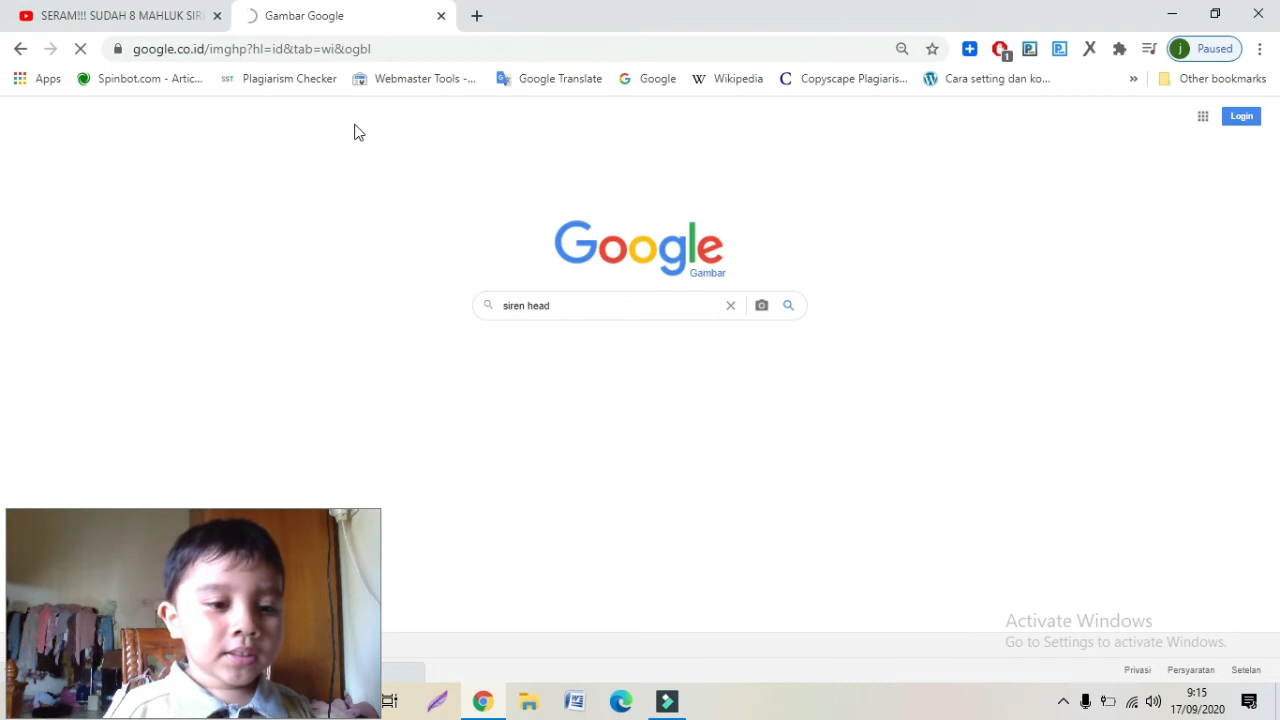 SERAM!!! SUDAH 8 MAHLUK SIR
Gambar Google
google.co.id/imghp?hl=id&tab=wi&ogbl
1
j
Paused
Apps
Spinbot.com - Artic...
SST
Plagiarism Checker
Webmaster Tools -...
Google Translate
Google
Wikipedia
Copyscape Plagiaris...
Cara setting dan ko...
»
Other bookmarks
Login
Google
Gambar
siren head
Activate Windows
Go to Settings to activate Windows.
Privasi
Persyaratan
Setelan
9:15
17/09/2020